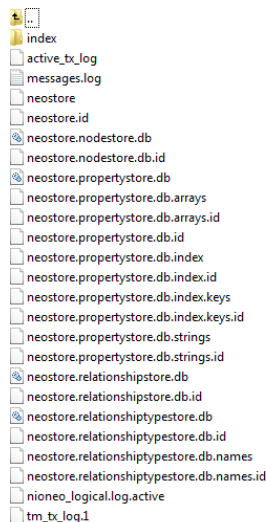 ..
index
active_tx_log
messages.log
neostore
neostore.id
neostore.nodestore.db
neostore.nodestore.db.id
neostore.propertystore.db
neostore.propertystore.db.arrays
neostore.propertystore.db.arrays.id
neostore.propertystore.db.id
neostore.propertystore.db.index
neostore.propertystore.db.index.id
neostore.propertystore.db.index.keys
neostore.propertystore.db.index.keys.id
neostore.propertystore.db.strings
neostore.propertystore.db.strings.id
neostore.relationshipstore.db
neostore.relationshipstore.db.id
neostore.relationshiptypestore.db
neostore.relationshiptypestore.db.id
neostore.relationshiptypestore.db.names
neostore.relationshiptypestore.db.names.id
nioneo_logical.log.active
tm_tx_log.1